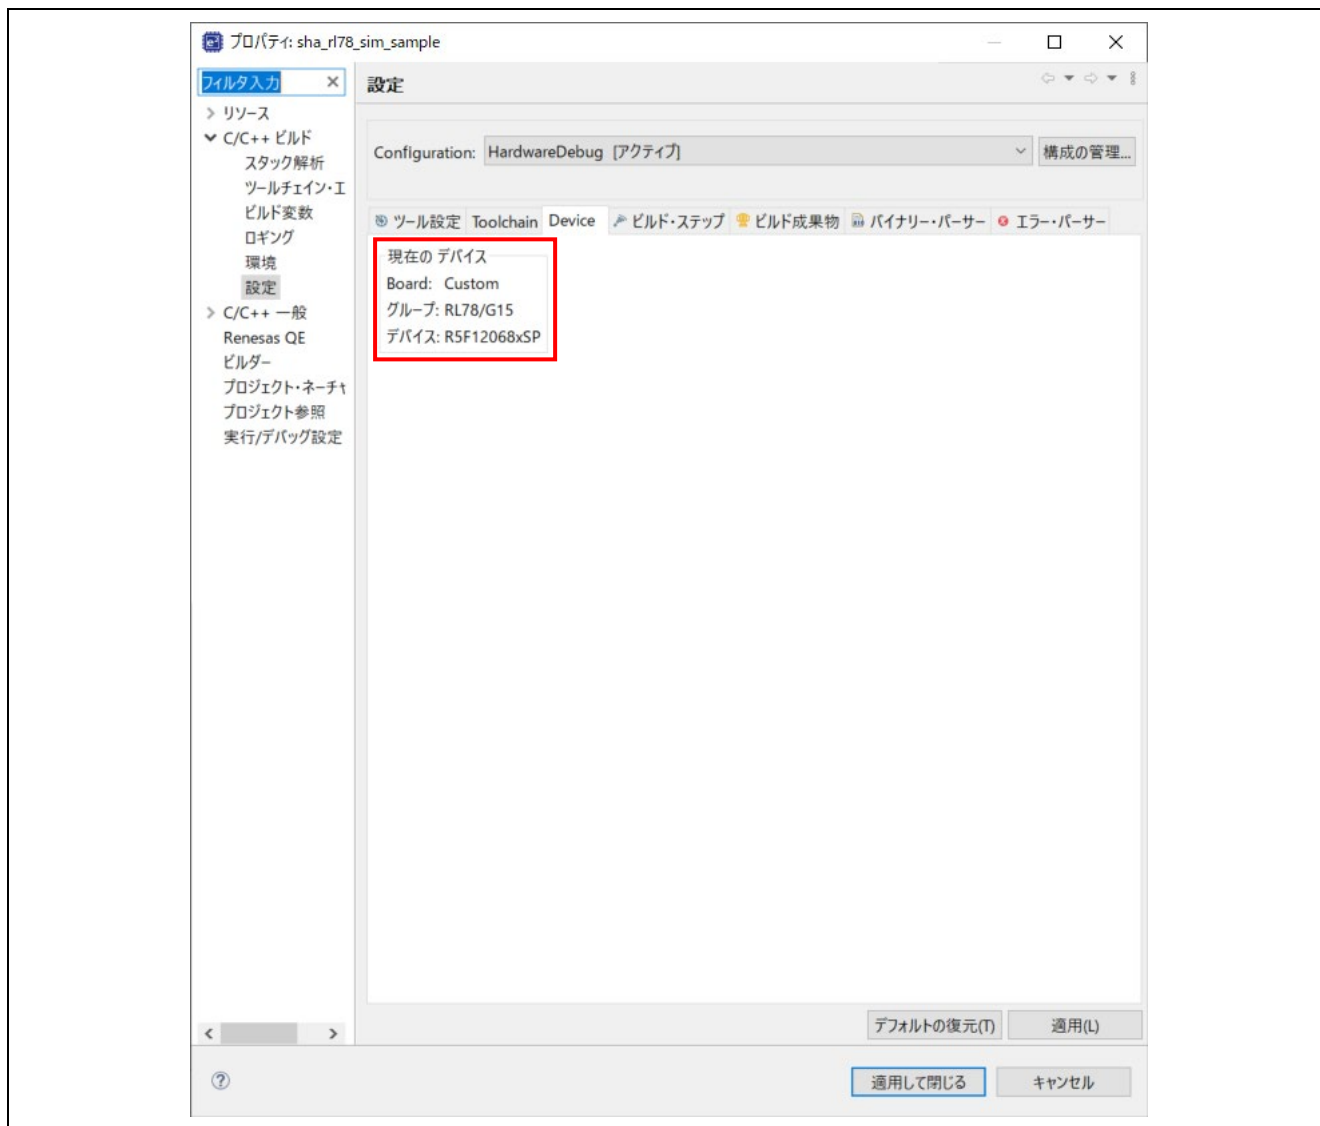 プロパティ: sha_rl78_sim_sample
フィルタ入力
設定
リソース
C/C++ ビルド
スタック解析
ツールチェイン・エ
ビルド変数
ロギング
環境
設定
C/C++ 一般
Renesas QE
ビルダー
プロジェクト・ネーチャ
プロジェクト参照
実行/デバッグ設定
Configuration: HardwareDebug [アクティブ] 構成の管理...
ツール設定 Toolchain Device ビルド・ステップ ビルド成果物 バイナリー・パーサー エラー・パーサー
現在の デバイス
Board: Custom
グループ: RL78/G15
デバイス: R5F12068xSP
デフォルトの復元(T) 適用(L)
適用して閉じる キャンセル